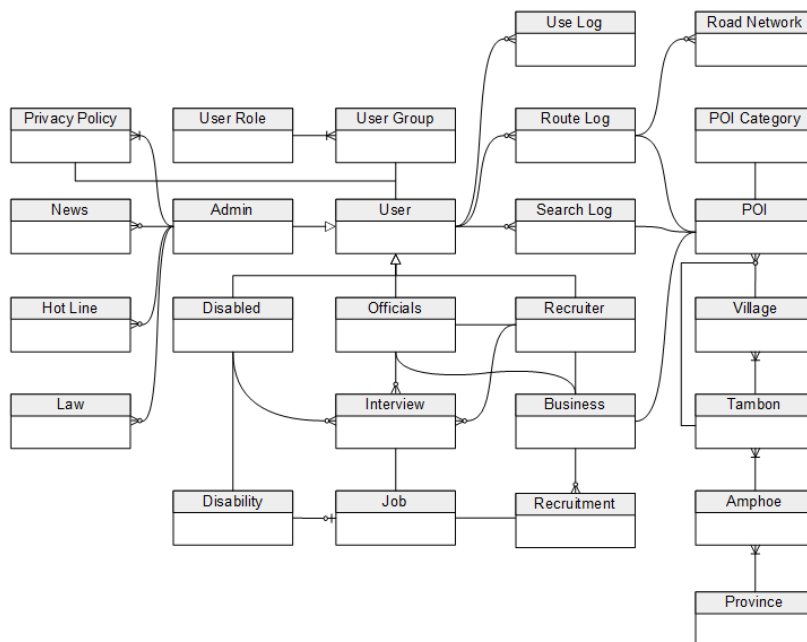 Use Log
Road Network
Privacy Policy
User Role
User Group
Route Log
POI Category
News
Admin
User
Search Log
POI
Hot Line
Disabled
Officials
Recruiter
Village
Law
Interview
Business
Tambon
Disability
Job
Recruitment
Amphoe
Province